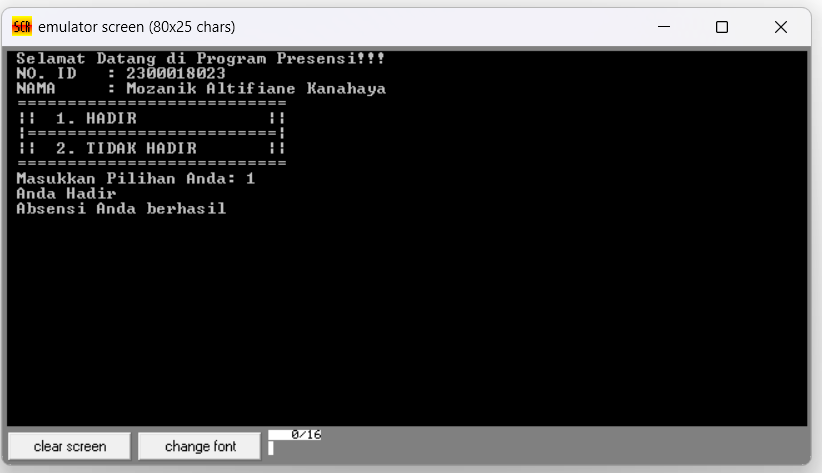 SCR emulator screen (80x25 chars)
Selamat Datang di Program Presensi!!!
NO. ID   : 2300018023
NAMA     : Mozanik Altifiane Kanahaya
===========================
||  1. HADIR             ||
|=========================|
||  2. TIDAK HADIR       ||
===========================
Masukkan Pilihan Anda: 1
Anda Hadir
Absensi Anda berhasil
clear screen
change font
0/16